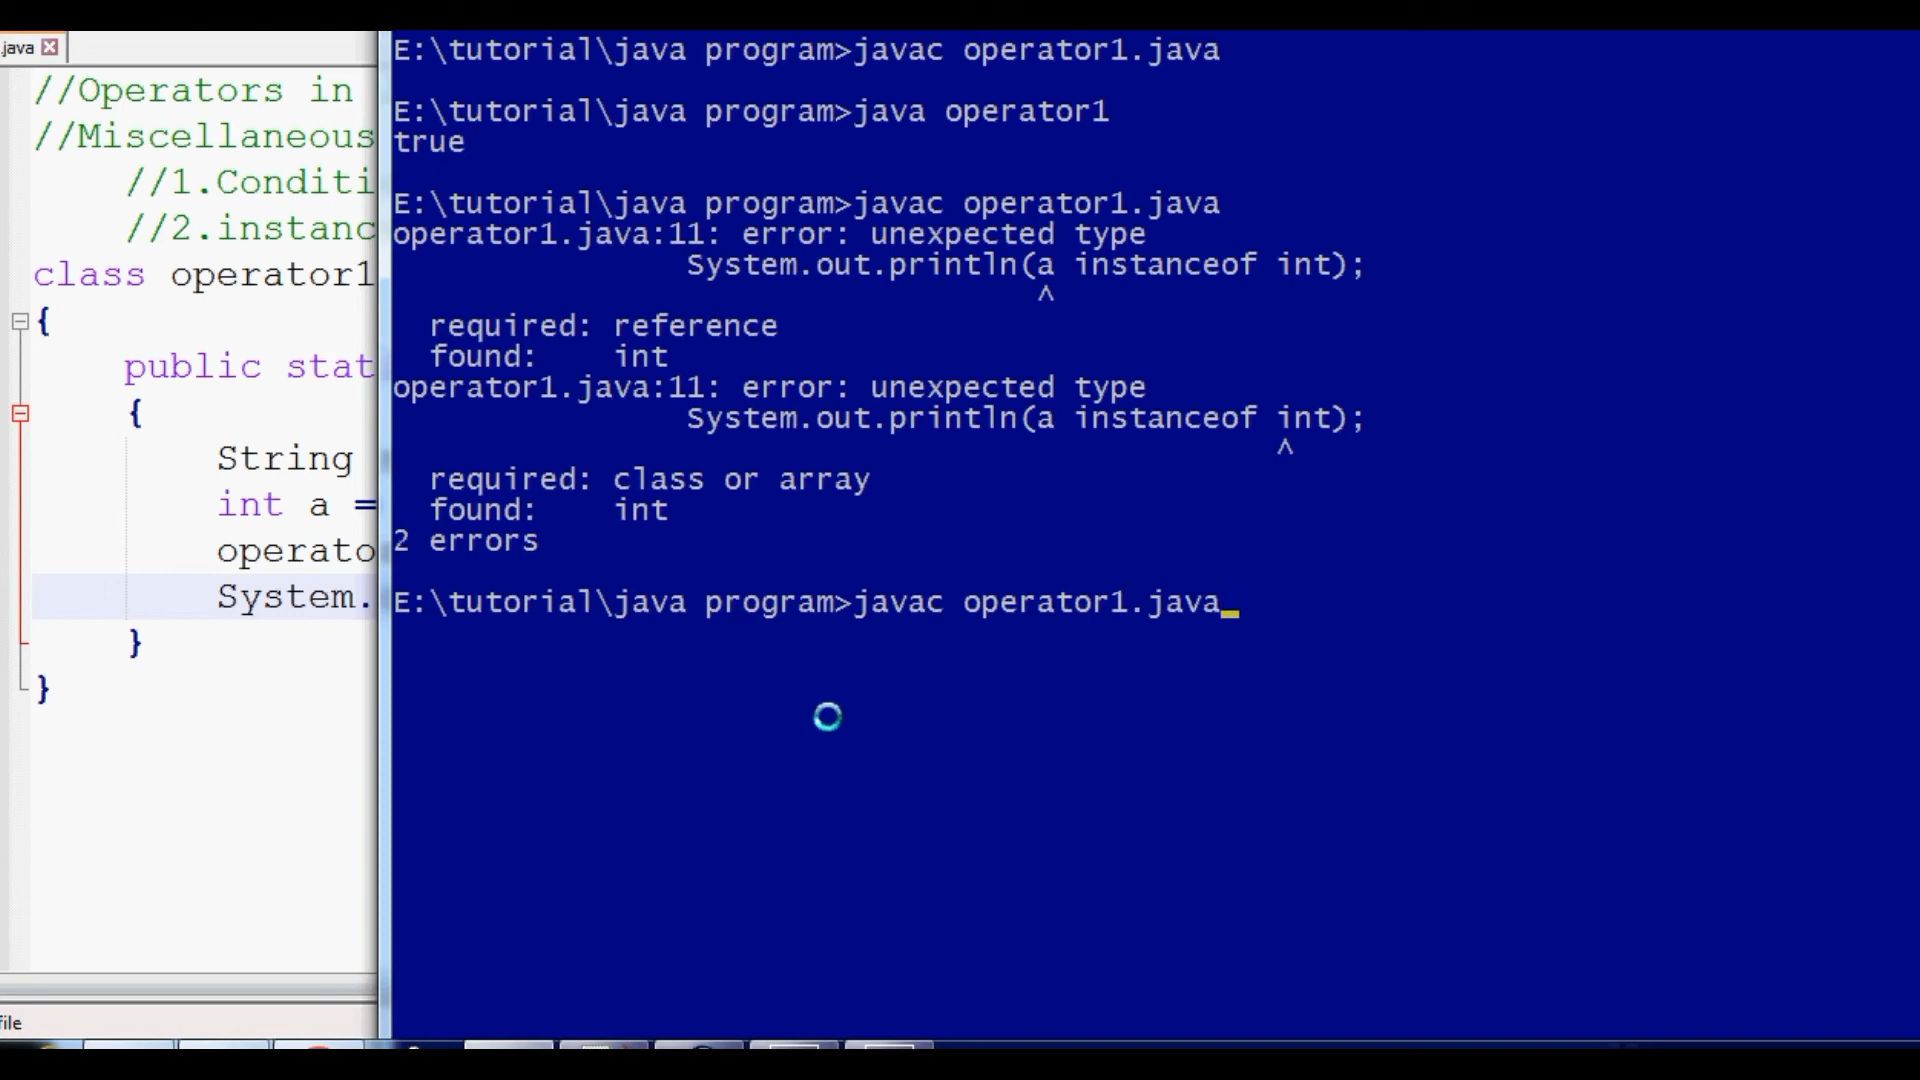 .java
//Operators in
//Miscellaneous
//1.Conditi
//2.instanc
class operator1
{
public stat
{
String
int a =
operato
System.
}
}
file
E:\tutorial\java program>javac operator1.java
E:\tutorial\java program>java operator1
true
E:\tutorial\java program>javac operator1.java
operator1.java:11: error: unexpected type
System.out.println(a instanceof int);
^
required: reference
found: int
operator1.java:11: error: unexpected type
System.out.println(a instanceof int);
^
required: class or array
found: int
2 errors
E:\tutorial\java program>javac operator1.java